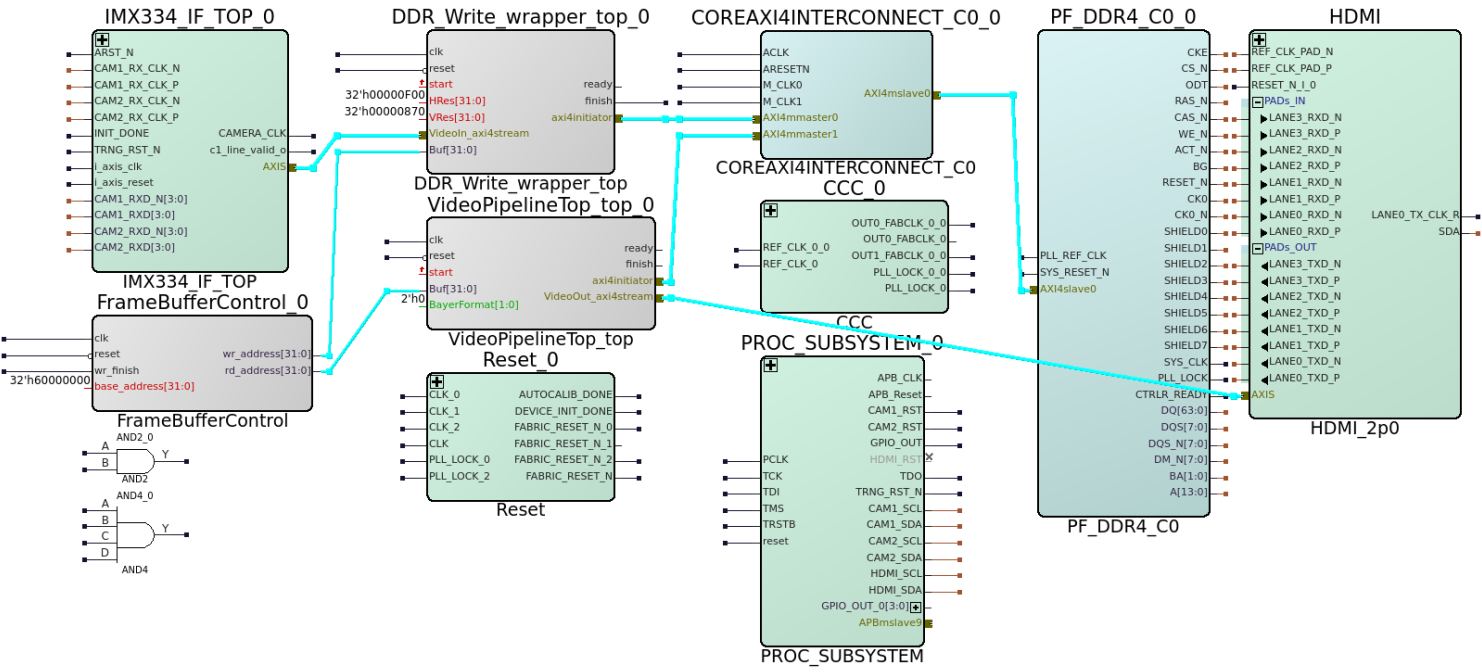 IMX334_IF_TOP_0
ARST_N
CAM1_RX_CLK_N
CAM1_RX_CLK_P
CAM2_RX_CLK_N
CAM2_RX_CLK_P
INIT_DONE
TRNG_RST_N
i_axis_clk
i_axis_reset
CAM1_RXD_N[3:0]
CAM1_RXD[3:0]
CAM2_RXD_N[3:0]
CAM2_RXD[3:0]
CAMERA_CLK
c1_line_valid_o
AXIS
IMX334_IF_TOP
FrameBufferControl_0
clk
reset
wr_finish
32'h60000000
base_address[31:0]
wr_address[31:0]
rd_address[31:0]
FrameBufferControl
AND2_0
A
B
Y
AND2
AND4_0
A
B
C
D
Y
AND4
DDR_Write_wrapper_top_0
clk
reset
start
32'h00000F00
HRes[31:0]
32'h00000870
VRes[31:0]
VideoIn_axi4stream
Buf[31:0]
ready
finish
axi4initiator
DDR_Write_wrapper_top
VideoPipelineTop_top_0
clk
reset
start
Buf[31:0]
2'h0
BayerFormat[1:0]
ready
finish
axi4initiator
VideoOut_axi4stream
VideoPipelineTop_top
Reset_0
CLK_0
CLK_1
CLK_2
CLK
PLL_LOCK_0
PLL_LOCK_2
AUTOCALIB_DONE
DEVICE_INIT_DONE
FABRIC_RESET_N_0
FABRIC_RESET_N_1
FABRIC_RESET_N_2
FABRIC_RESET_N
Reset
COREAXI4INTERCONNECT_C0_0
ACLK
ARESETN
M_CLK0
M_CLK1
AXI4mmaster0
AXI4mmaster1
AXI4mslave0
COREAXI4INTERCONNECT_C0
CCC_0
REF_CLK_0_0
REF_CLK_0
OUT0_FABCLK_0_0
OUT0_FABCLK_0
OUT1_FABCLK_0_0
PLL_LOCK_0_0
PLL_LOCK_0
CCC
PROC_SUBSYSTEM_0
PCLK
TCK
TDI
TMS
TRSTB
reset
APB_CLK
APB_Reset
CAM1_RST
CAM2_RST
GPIO_OUT
HDMI_RST
TDO
TRNG_RST_N
CAM1_SCL
CAM1_SDA
CAM2_SCL
CAM2_SDA
HDMI_SCL
HDMI_SDA
GPIO_OUT_0[3:0]
APBmslave9
PROC_SUBSYSTEM
PF_DDR4_C0_0
PLL_REF_CLK
SYS_RESET_N
AXI4slave0
CKE
CS_N
ODT
RAS_N
CAS_N
WE_N
ACT_N
BG
RESET_N
CK0
CK0_N
SHIELD0
SHIELD1
SHIELD2
SHIELD3
SHIELD4
SHIELD5
SHIELD6
SHIELD7
SYS_CLK
PLL_LOCK
CTRLR_READY
DQ[63:0]
DQS[7:0]
DQS_N[7:0]
DM_N[7:0]
BA[1:0]
A[13:0]
PF_DDR4_C0
HDMI
REF_CLK_PAD_N
REF_CLK_PAD_P
RESET_N_I_0
PADs_IN
LANE3_RXD_N
LANE3_RXD_P
LANE2_RXD_N
LANE2_RXD_P
LANE1_RXD_N
LANE1_RXD_P
LANE0_RXD_N
LANE0_RXD_P
PADs_OUT
LANE3_TXD_N
LANE3_TXD_P
LANE2_TXD_N
LANE2_TXD_P
LANE1_TXD_N
LANE1_TXD_P
LANE0_TXD_N
LANE0_TXD_P
AXIS
LANE0_TX_CLK_R
SDA
HDMI_2p0